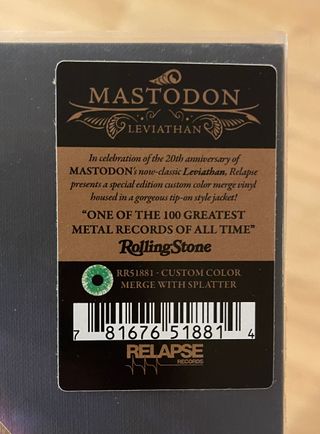 MASTODON
LEVIATHAN
In celebration of the 20th anniversary of
MASTODON's now-classic Leviathan, Relapse
presents a special edition custom color merge vinyl
housed in a gorgeous tip-on style jacket!
"ONE OF THE 100 GREATEST
METAL RECORDS OF ALL TIME"
RollingStone
RR51881 - CUSTOM COLOR
MERGE WITH SPLATTER
7 81676 51881 4
RELAPSE
RECORDS